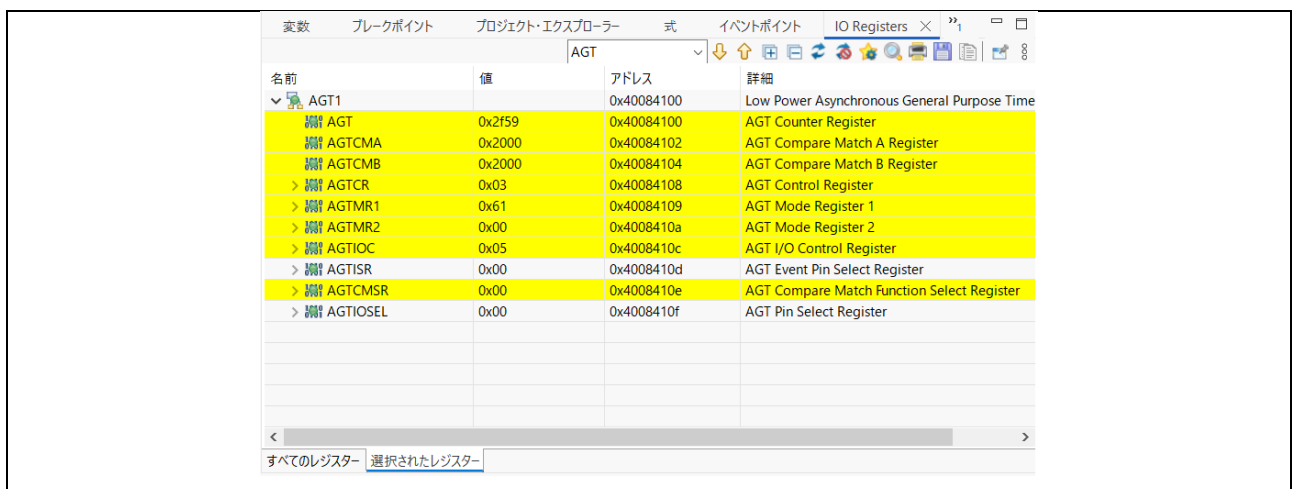 変数 ブレークポイント プロジェクト・エクスプローラー 式 イベントポイント IO Registers »1
AGT
名前 値 アドレス 詳細
AGT1 0x40084100 Low Power Asynchronous General Purpose Time
AGT 0x2f59 0x40084100 AGT Counter Register
AGTCMA 0x2000 0x40084102 AGT Compare Match A Register
AGTCMB 0x2000 0x40084104 AGT Compare Match B Register
AGTCR 0x03 0x40084108 AGT Control Register
AGTMR1 0x61 0x40084109 AGT Mode Register 1
AGTMR2 0x00 0x4008410a AGT Mode Register 2
AGTIOC 0x05 0x4008410c AGT I/O Control Register
AGTISR 0x00 0x4008410d AGT Event Pin Select Register
AGTCMSR 0x00 0x4008410e AGT Compare Match Function Select Register
AGTIOSEL 0x00 0x4008410f AGT Pin Select Register
すべてのレジスター 選択されたレジスター